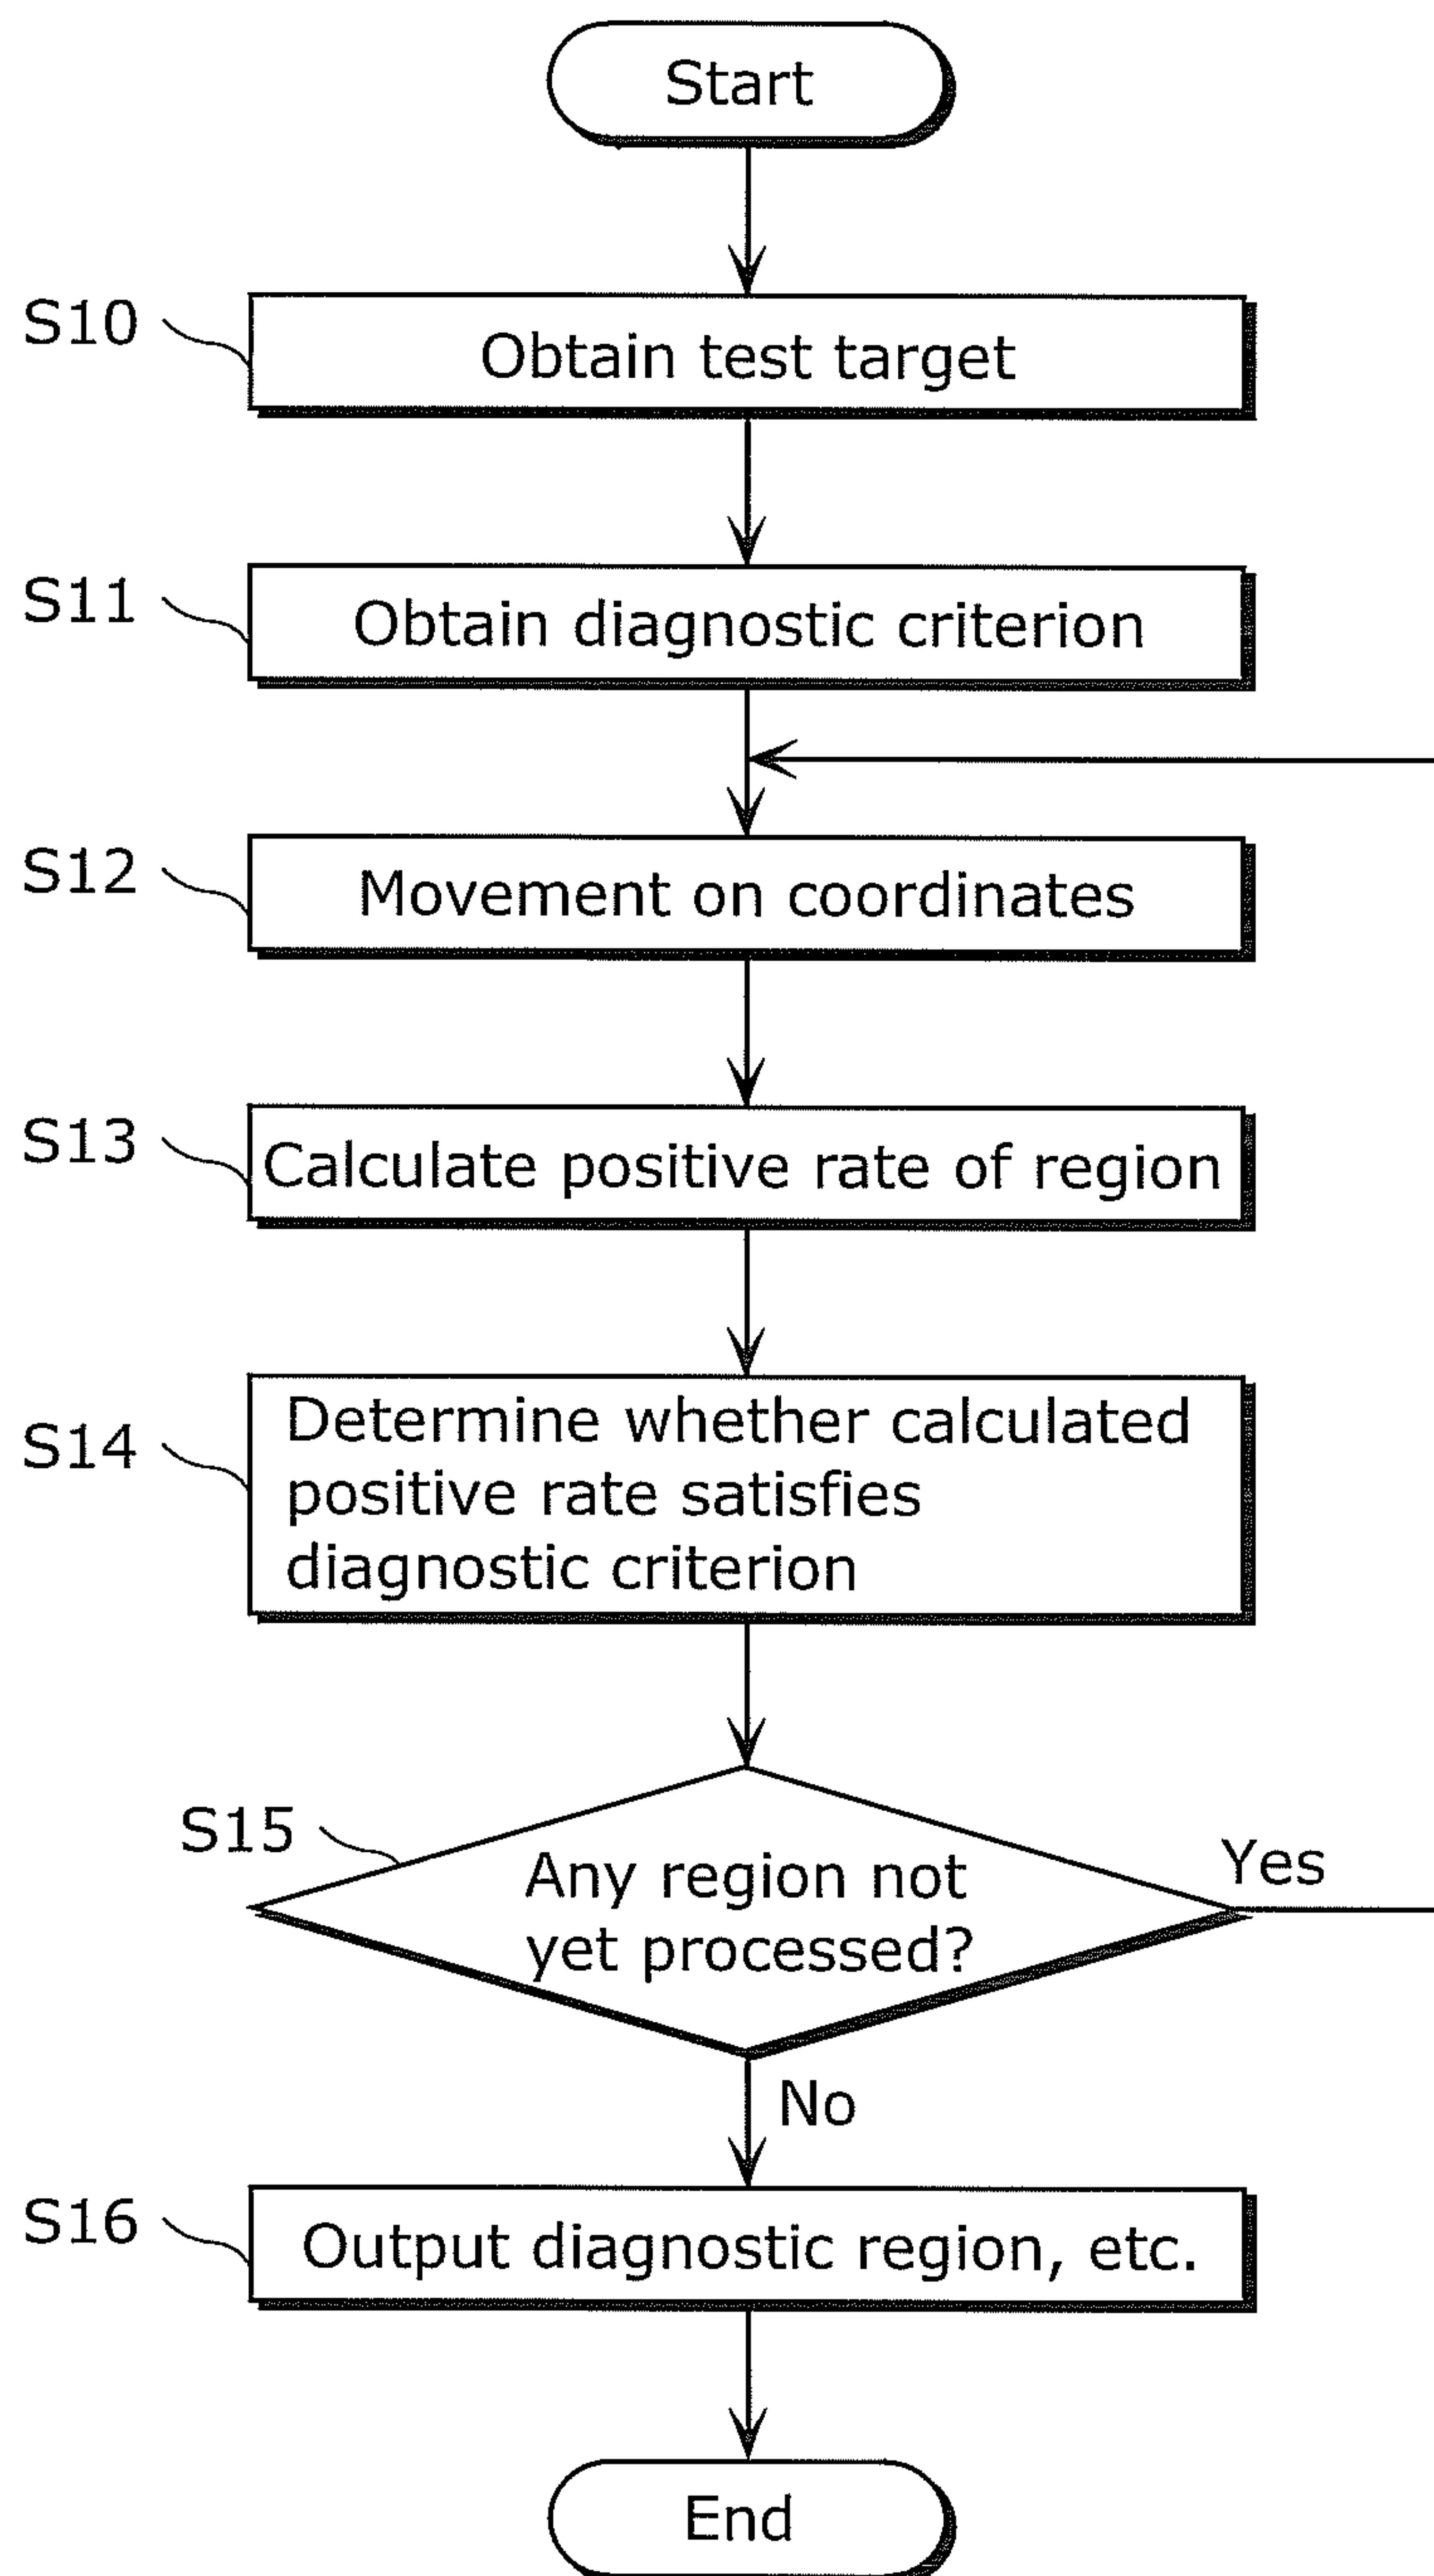 Start
S10
Obtain test target
S11
Obtain diagnostic criterion
S12
Movement on coordinates
S13
Calculate positive rate of region
S14
Determine whether calculated
positive rate satisfies
diagnostic criterion
S15
Any region not
yet processed?
Yes
No
S16
Output diagnostic region, etc.
End